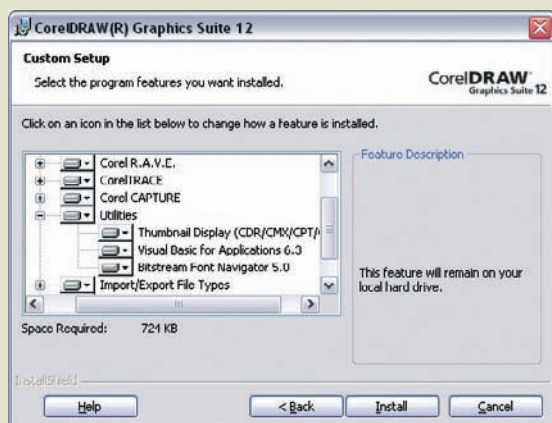 CorelDRAW(R) Graphics Suite 12
Custom Setup
Select the program features you want installed.
CorelDRAW
Graphics Suite 12
Click on an icon in the list below to change how a feature is installed.
Corel R.A.V.E.
CorelTRACE
Corel CAPTURE
Utilities
Thumbnail Display (CDR/CMX/CPT/
Visual Basic for Applications 6.3
Bitstream Font Navigator 5.0
Import/Export File Types
Feature Description
This feature will remain on your
local hard drive.
Space Required: 724 KB
InstallShield
Help
< Back
Install
Cancel